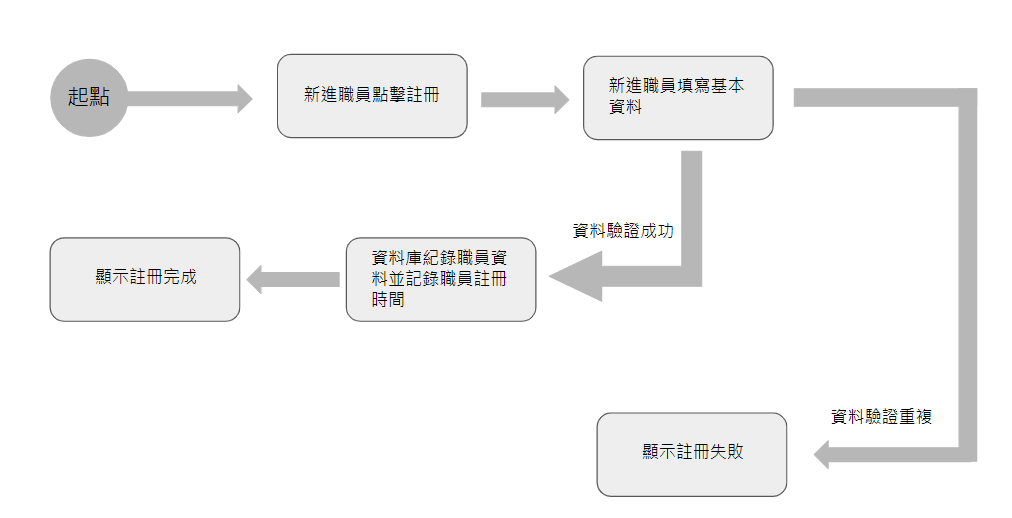 起點
新進職員點擊註冊
新進職員填寫基本
資料
資料驗證成功
資料庫紀錄職員資
料並記錄職員註冊
時間
顯示註冊完成
資料驗證重複
顯示註冊失敗